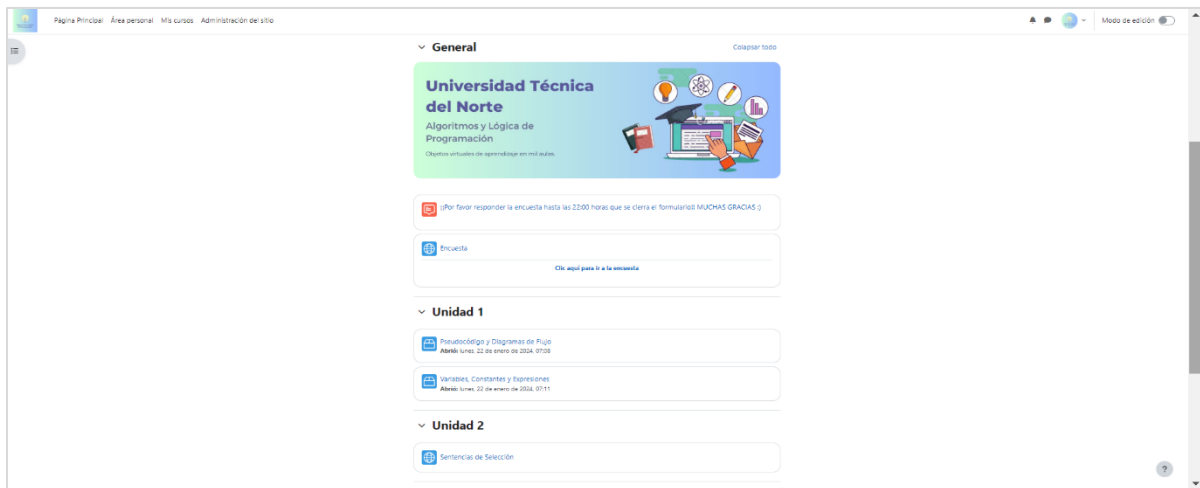 Página Principal Área personal Mis cursos Administración del sitio
Modo de edición
General
Colapsar todo
Universidad Técnica
del Norte
Algoritmos y Lógica de
Programación
Objetos virtuales de aprendizaje en mil aulas.
¡¡Por favor responder la encuesta hasta las 22:00 horas que se cierra el formulario!! MUCHAS GRACIAS :)
Encuesta
Clic aquí para ir a la encuesta
Unidad 1
Pseudocódigo y Diagramas de Flujo
Abrió: lunes, 22 de enero de 2024, 07:08
Variables, Constantes y Expresiones
Abrió: lunes, 22 de enero de 2024, 07:11
Unidad 2
Sentencias de Selección
?